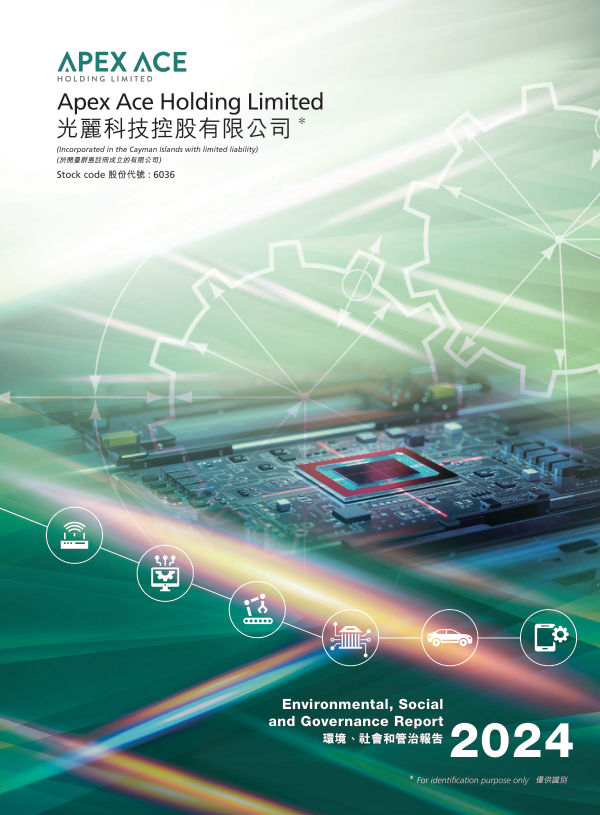 APEX ACE
HOLDING LIMITED
Apex Ace Holding Limited
光麗科技控股有限公司 *
(Incorporated in the Cayman Islands with limited liability)
(於開曼群島註冊成立的有限公司)
Stock code 股份代號 : 6036
Environmental, Social
and Governance Report
環境、社會和管治報告
2024
* For identification purpose only 僅供識別